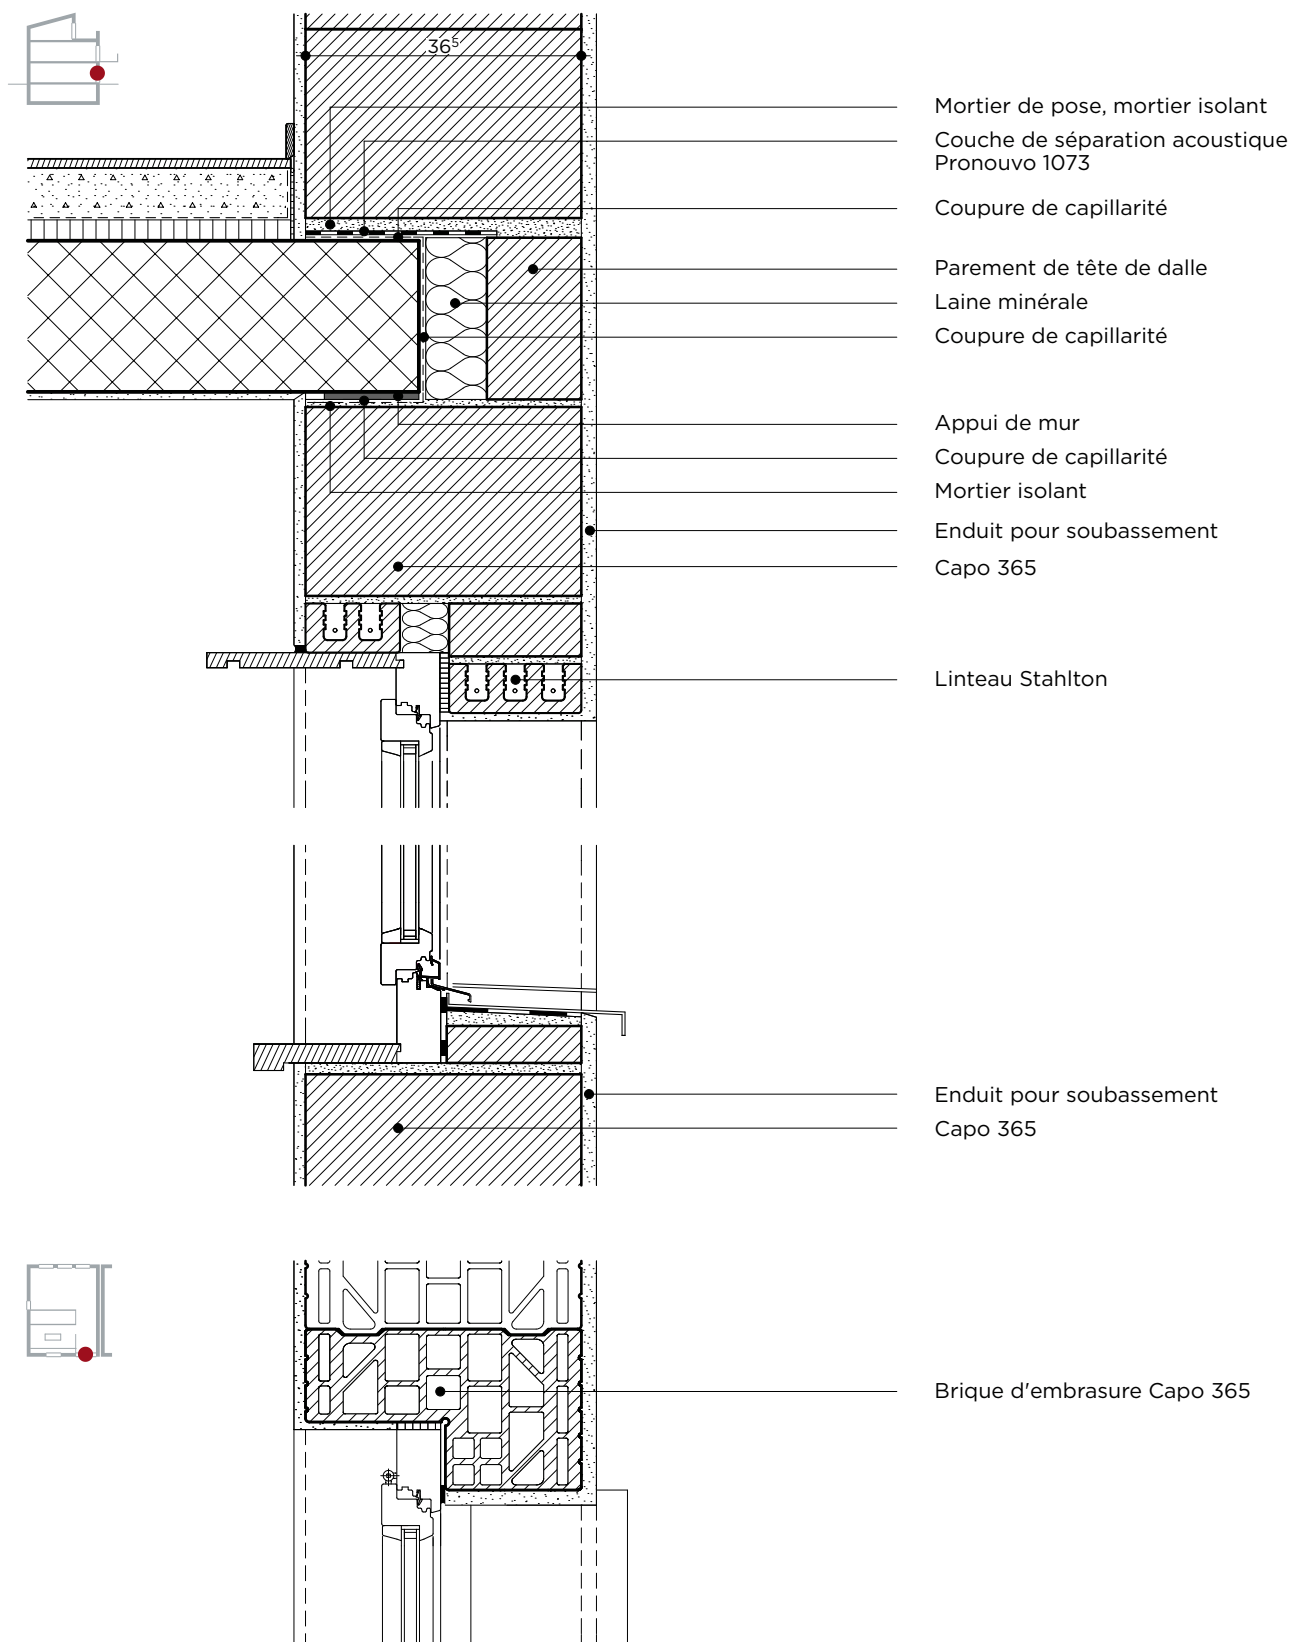 36⁵
Mortier de pose, mortier isolant
Couche de séparation acoustique
Pronouvo 1073
Coupure de capillarité
Parement de tête de dalle
Laine minérale
Coupure de capillarité
Appui de mur
Coupure de capillarité
Mortier isolant
Enduit pour soubassement
Capo 365
Linteau Stahlton
Enduit pour soubassement
Capo 365
Brique d'embrasure Capo 365